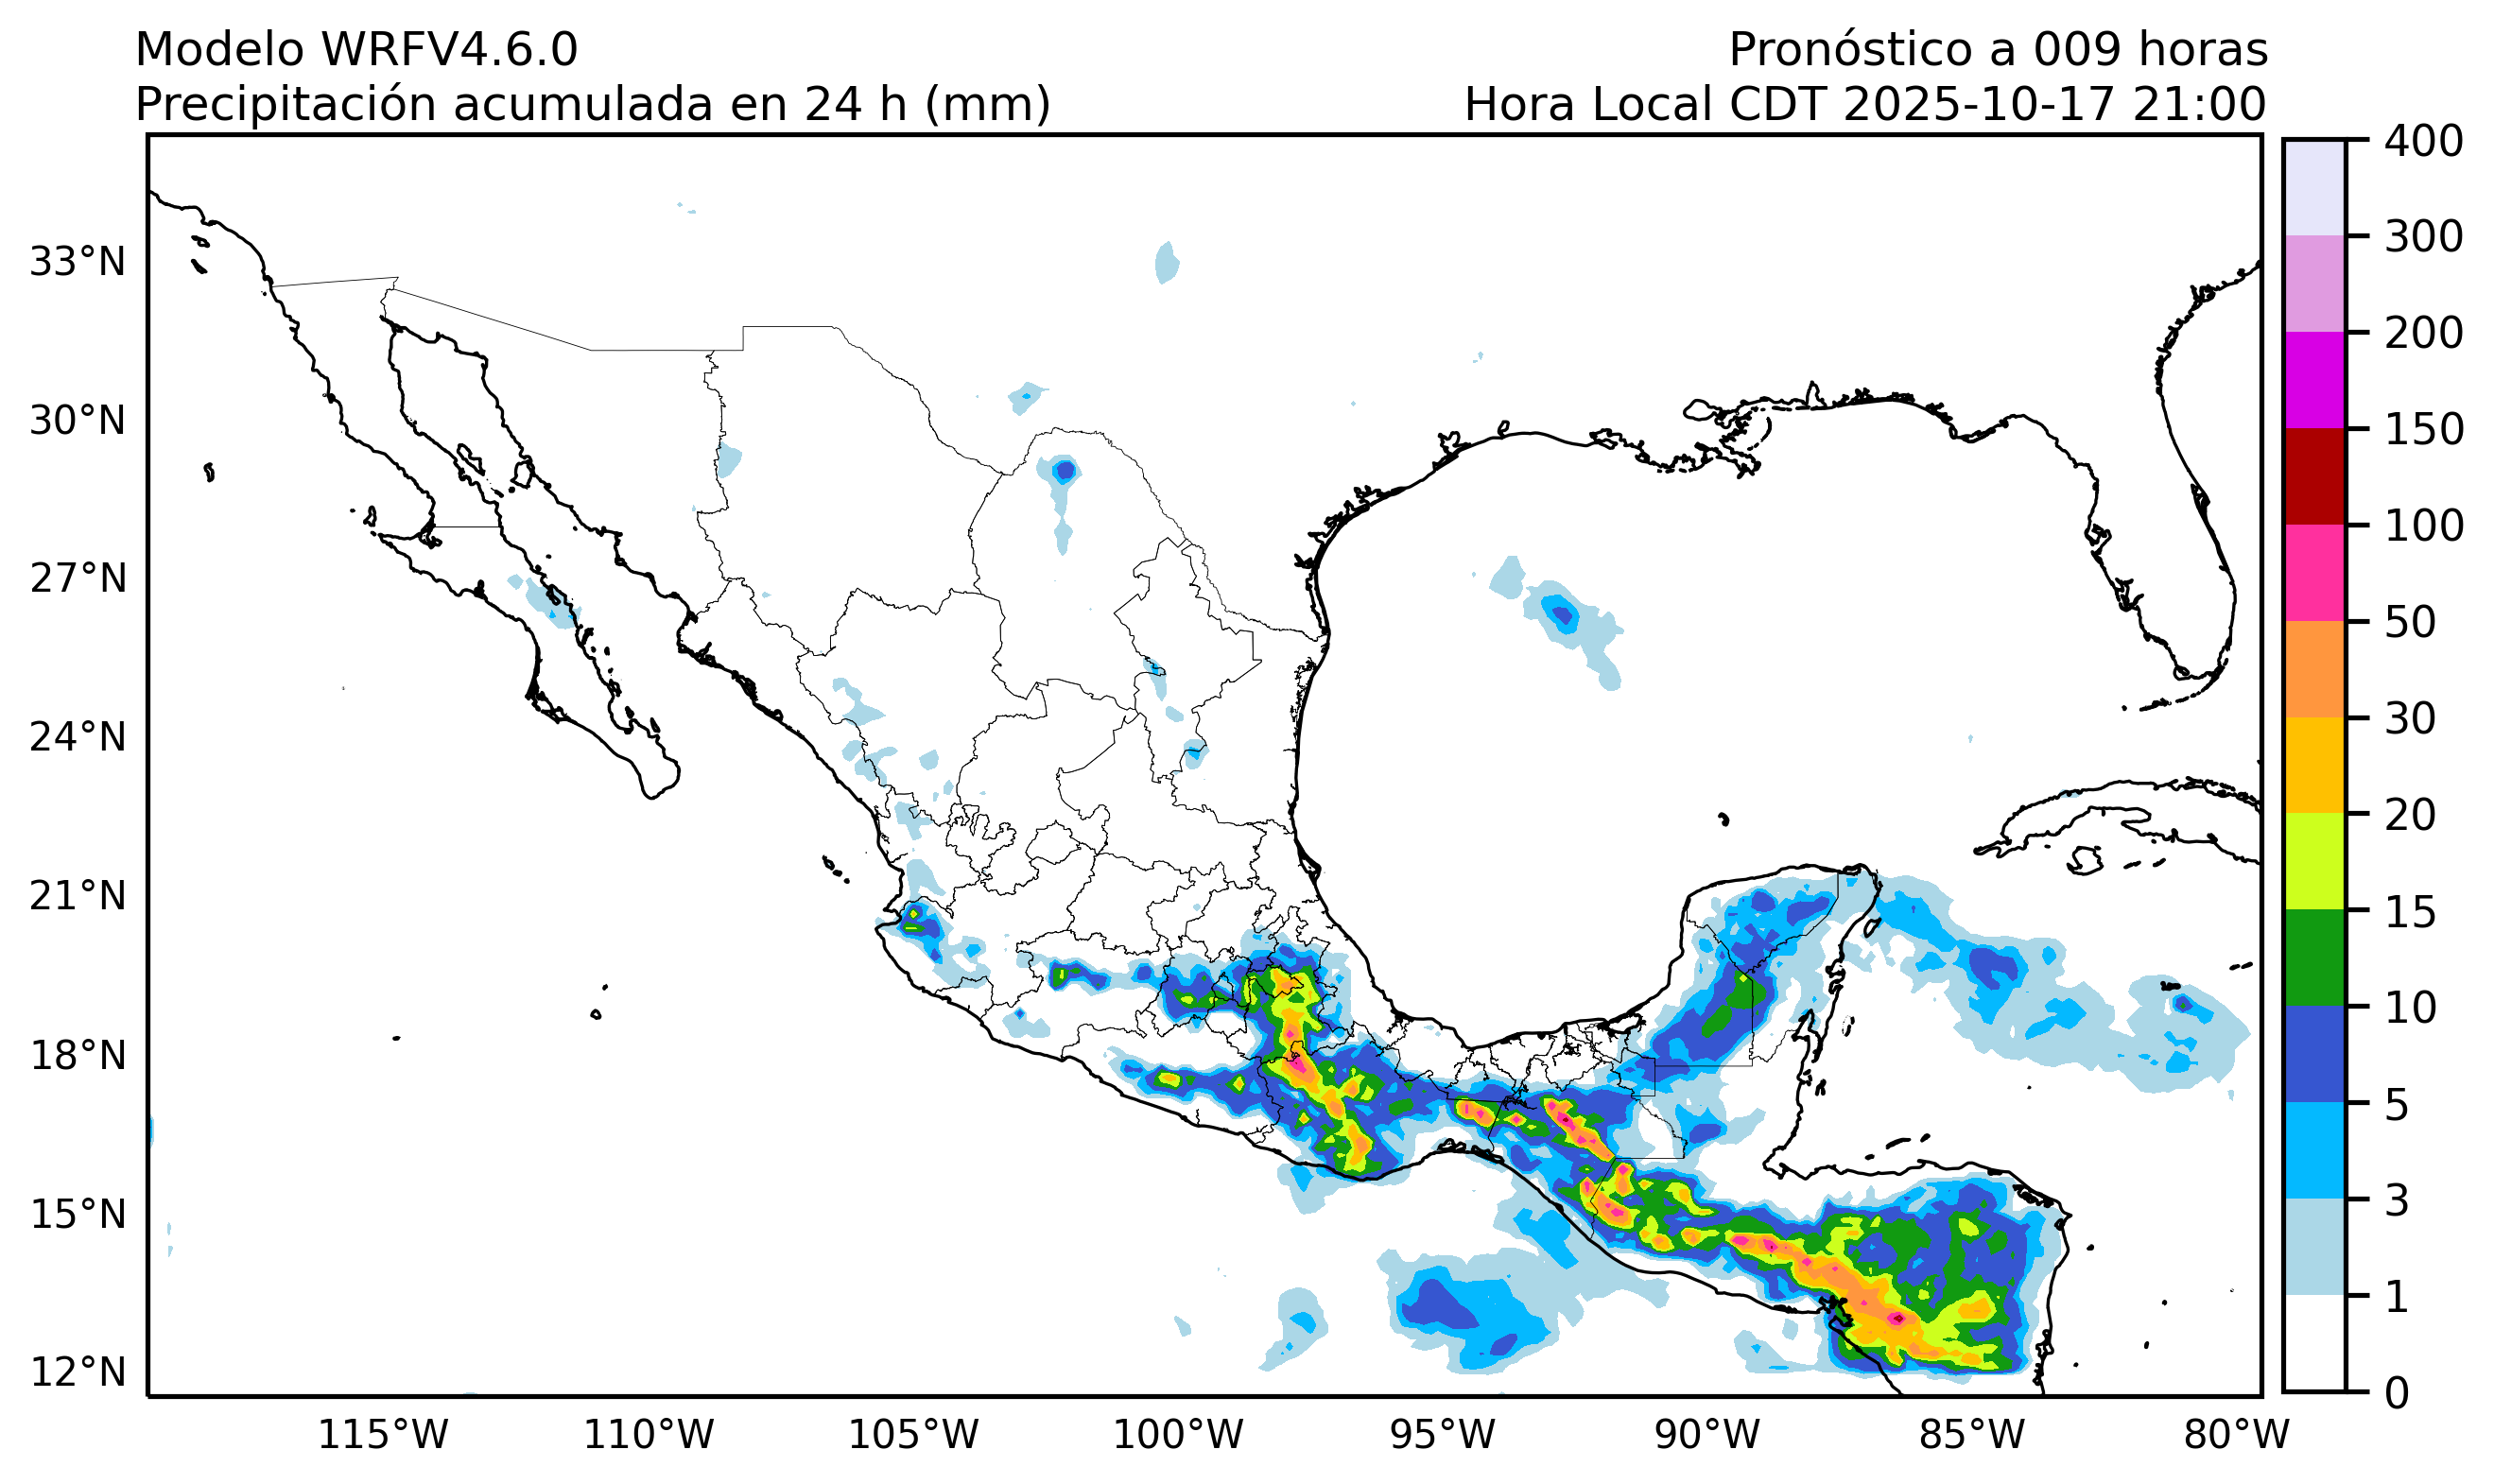 Modelo WRFV4.6.0
Pronóstico a 009 horas
Precipitación acumulada en 24 h (mm)
Hora Local CDT 2025-10-17 21:00
400
300
200
150
100
50
30
20
15
10
5
3
1
0
33°N
30°N
27°N
24°N
21°N
18°N
15°N
12°N
115°W
110°W
105°W
100°W
95°W
90°W
85°W
80°W